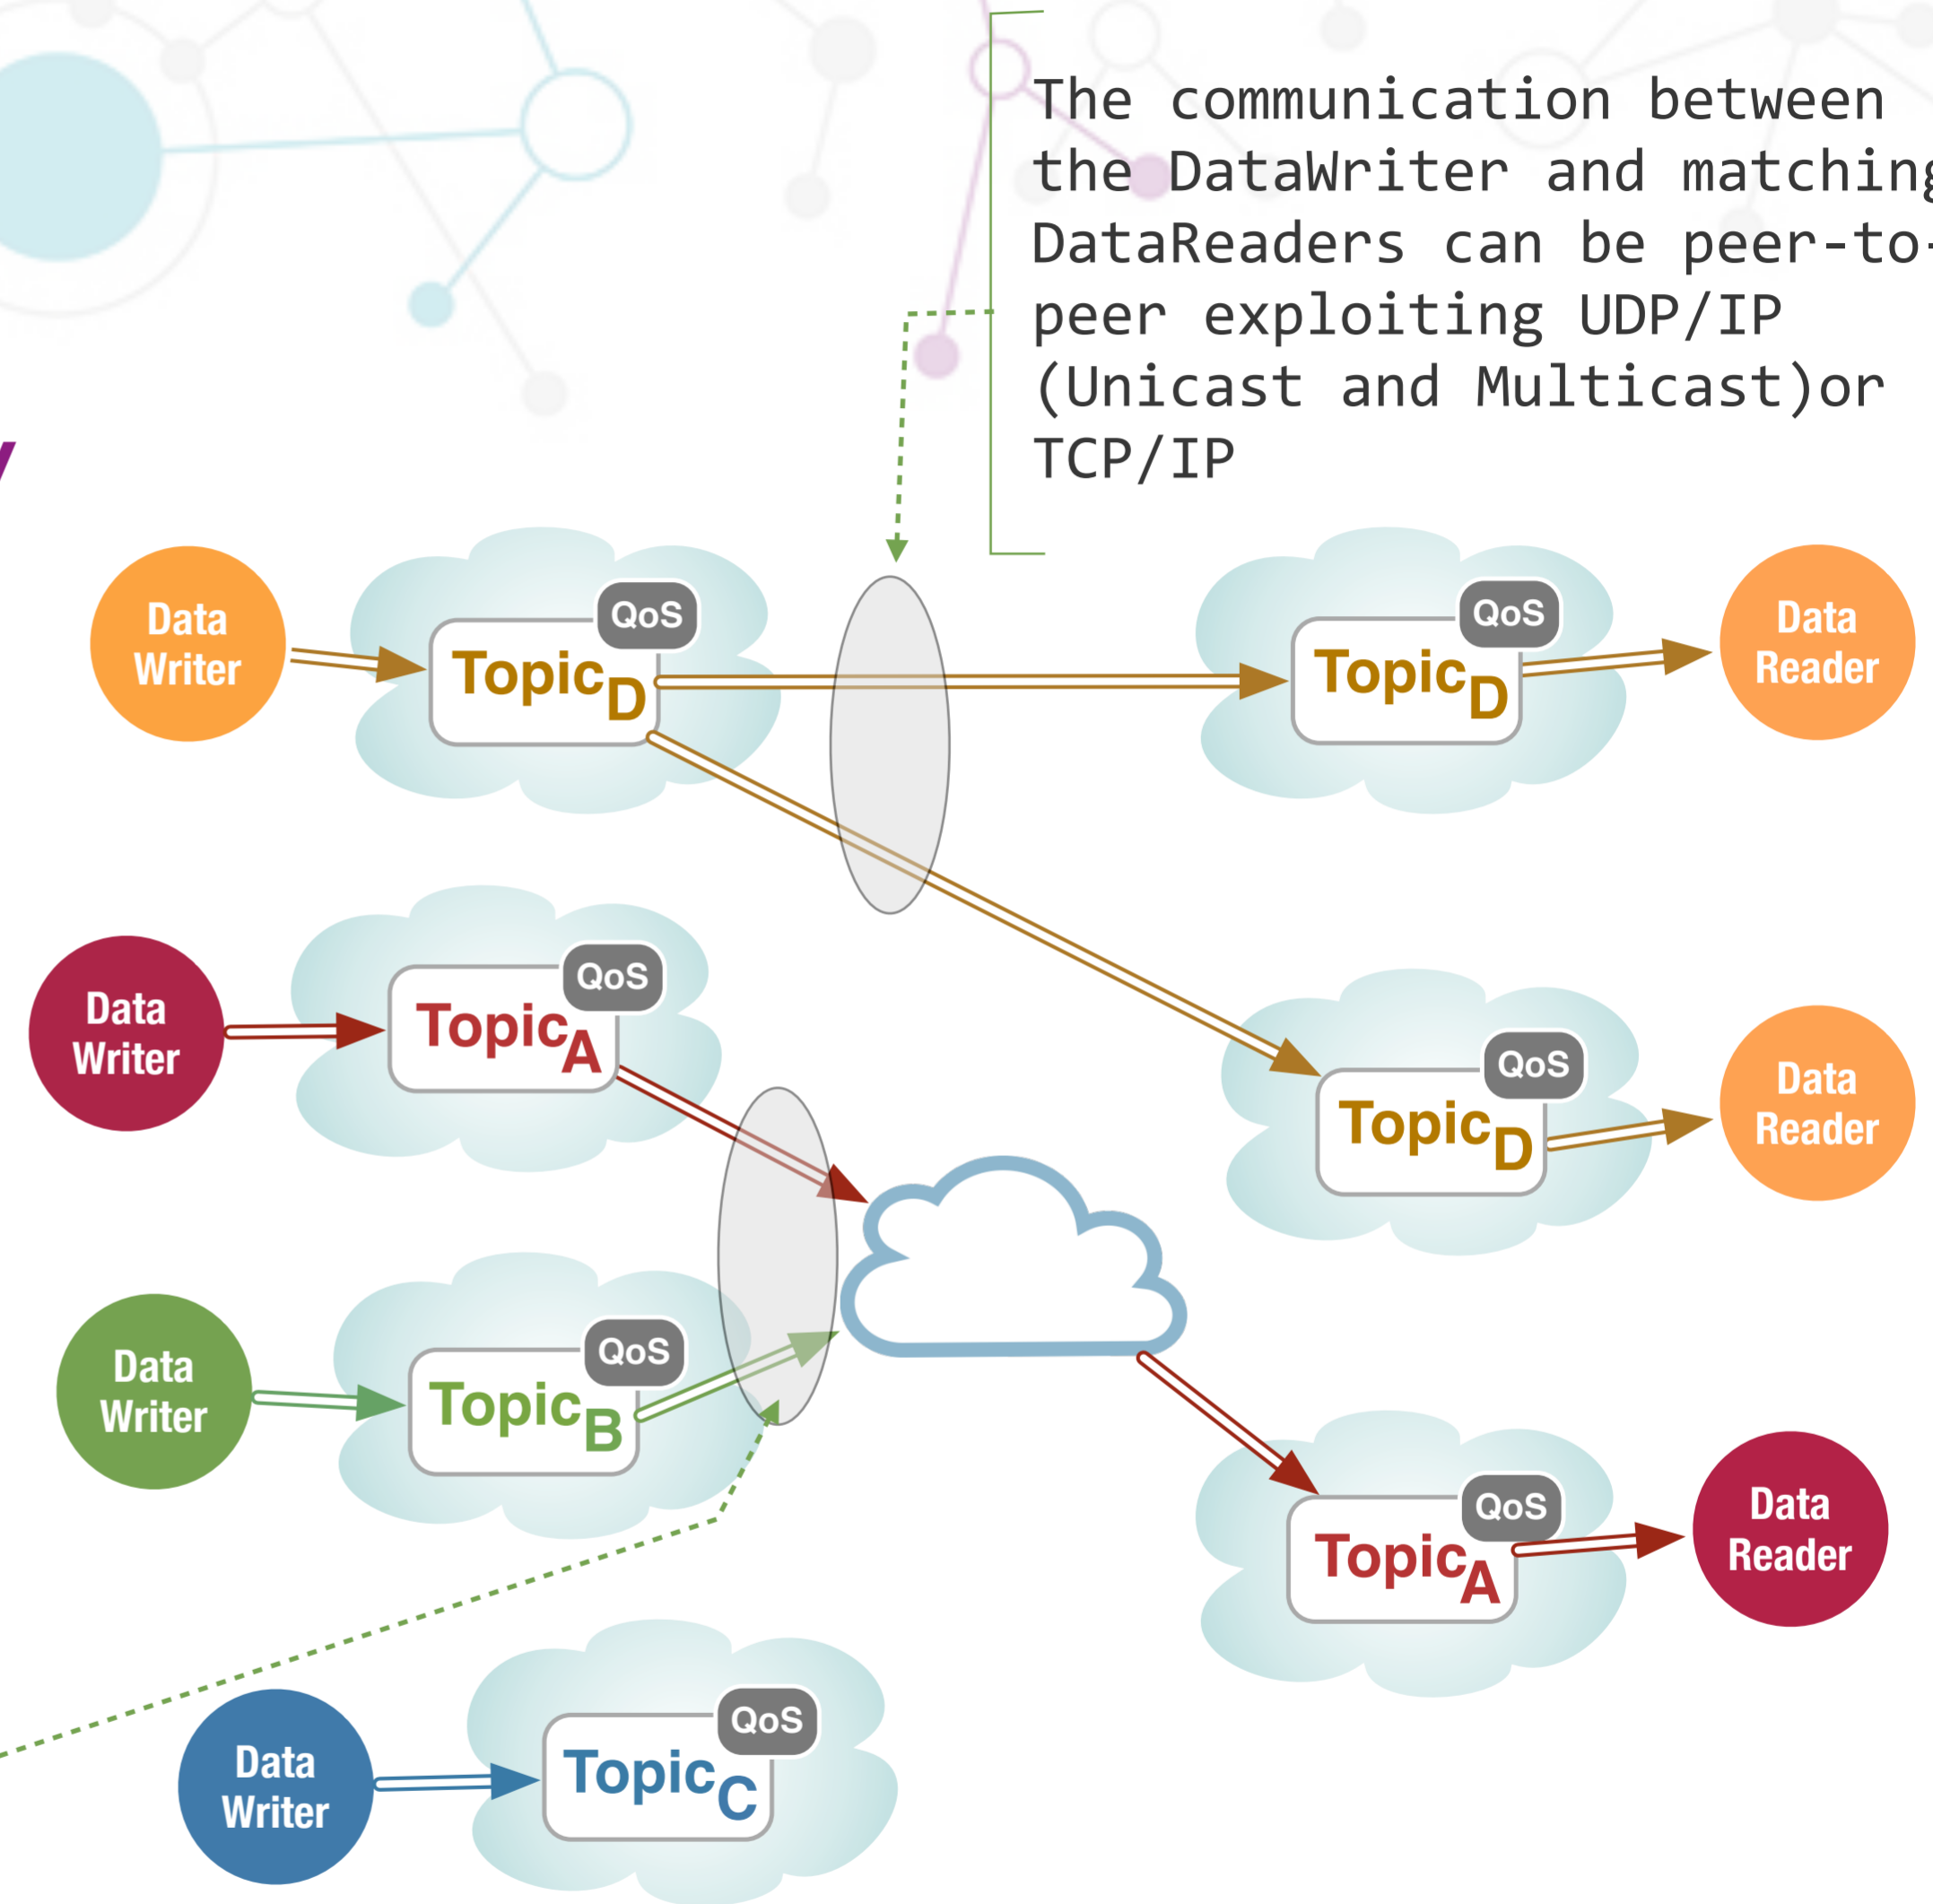 The communication between
the DataWriter and matching
DataReaders can be peer-to-
peer exploiting UDP/IP
(Unicast and Multicast)or
TCP/IP
Data
Writer
QoS
TopicD
QoS
TopicD
Data
Reader
Data
Writer
QoS
TopicA
QoS
TopicD
Data
Reader
Data
Writer
QoS
TopicB
QoS
TopicA
Data
Reader
Data
Writer
QoS
TopicC